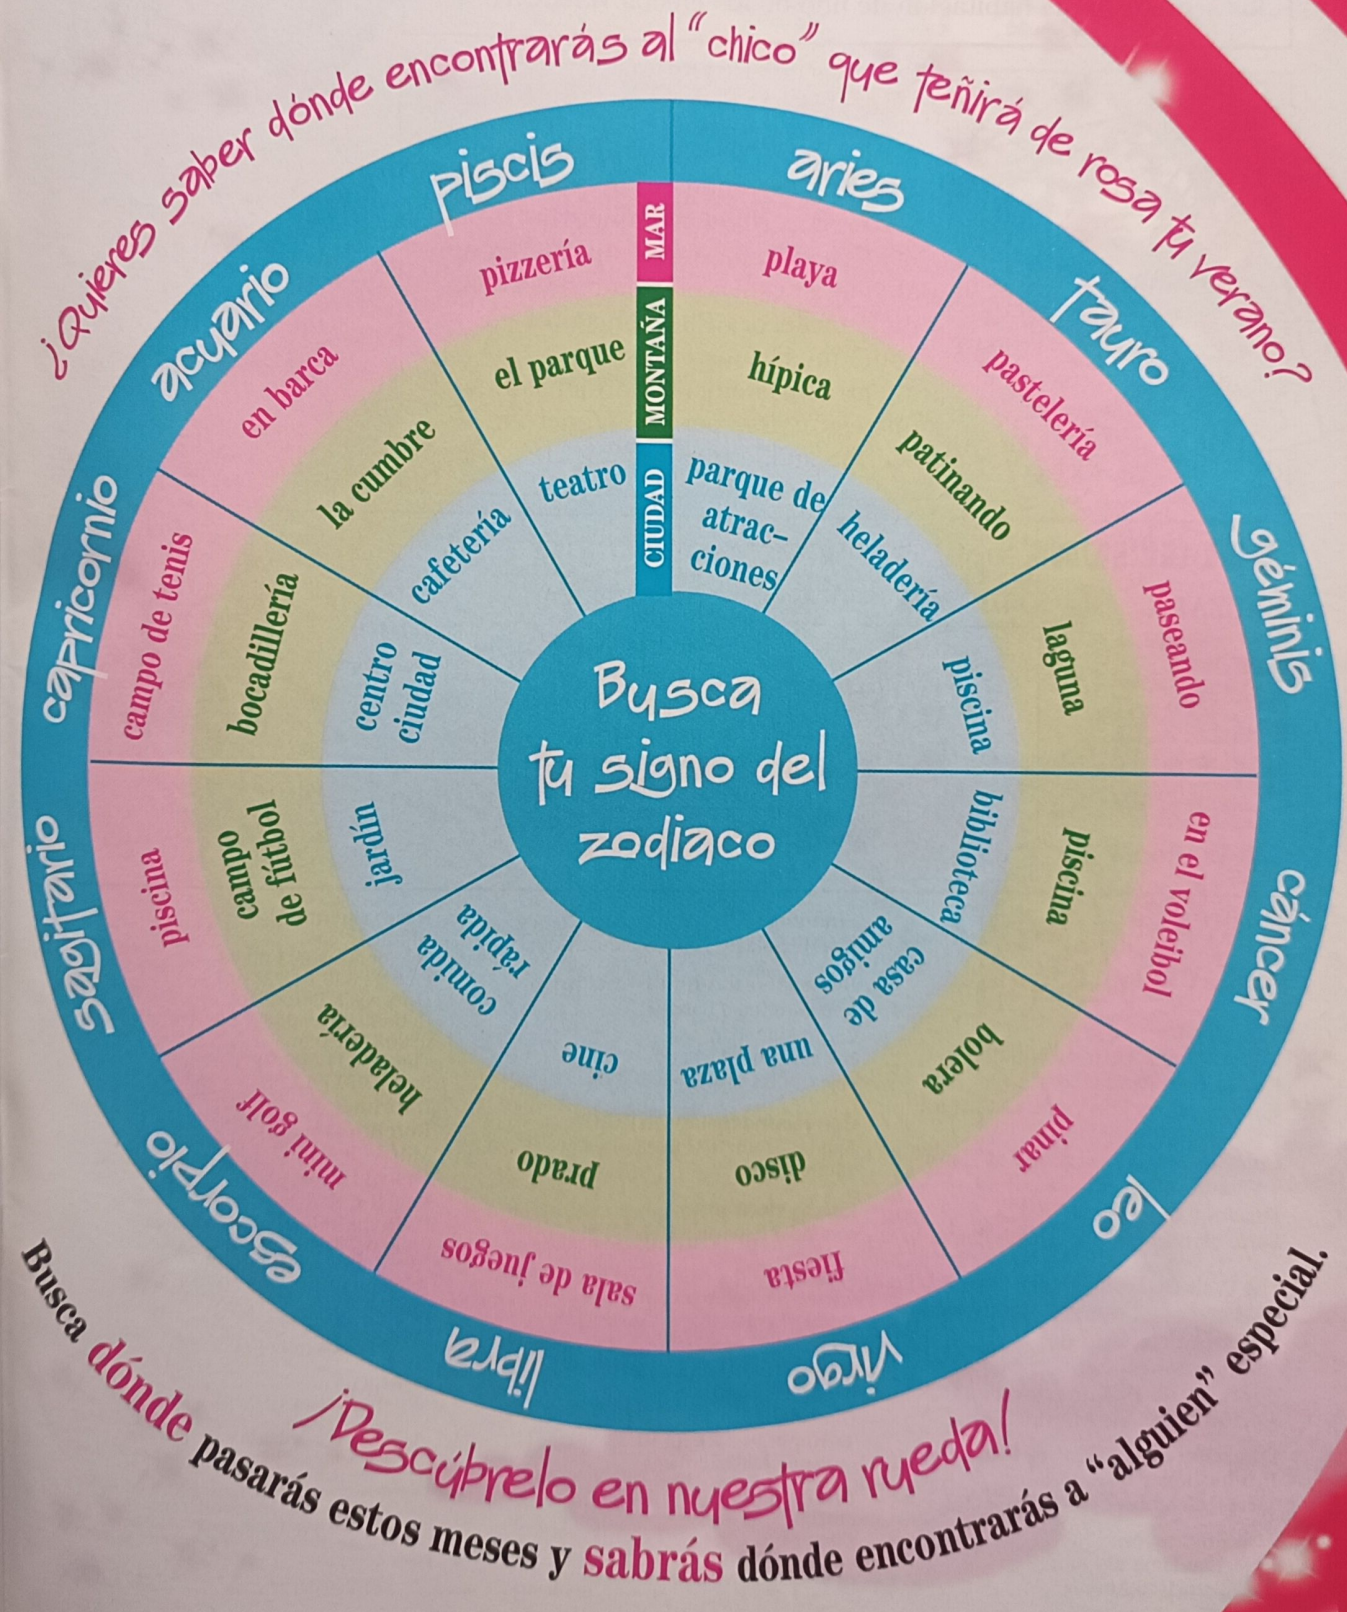 ¿Quieres saber dónde encontrarás al "chico" que teñirá de rosa tu verano?
MAR
MONTAÑA
CIUDAD
aries
playa
hípica
parque de
atrac-
ciones
tauro
pastelería
patinando
heladería
géminis
paseando
laguna
piscina
cáncer
en el voleibol
piscina
biblioteca
leo
pinar
bolera
casa de
amigos
virgo
fiesta
disco
una plaza
libra
sala de juegos
prado
cine
escorpio
mini golf
heladería
comida
rápida
sagitario
piscina
campo
de fútbol
jardín
capricornio
campo de tenis
bocadillería
centro
ciudad
acuario
en barca
la cumbre
cafetería
piscis
pizzería
el parque
teatro
Busca
tu signo del
zodiaco
¡Descúbrelo en nuestra rueda!
Busca dónde pasarás estos meses y sabrás dónde encontrarás a "alguien" especial.